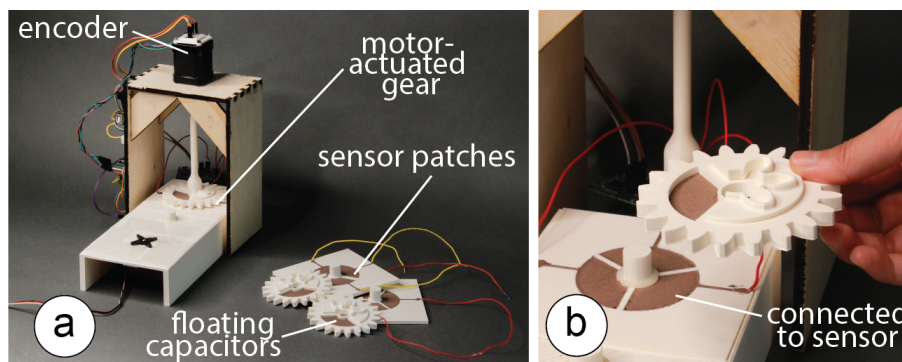 encoder
motor-
actuated
gear
sensor patches
floating
capacitors
a
connected
to sensor
b